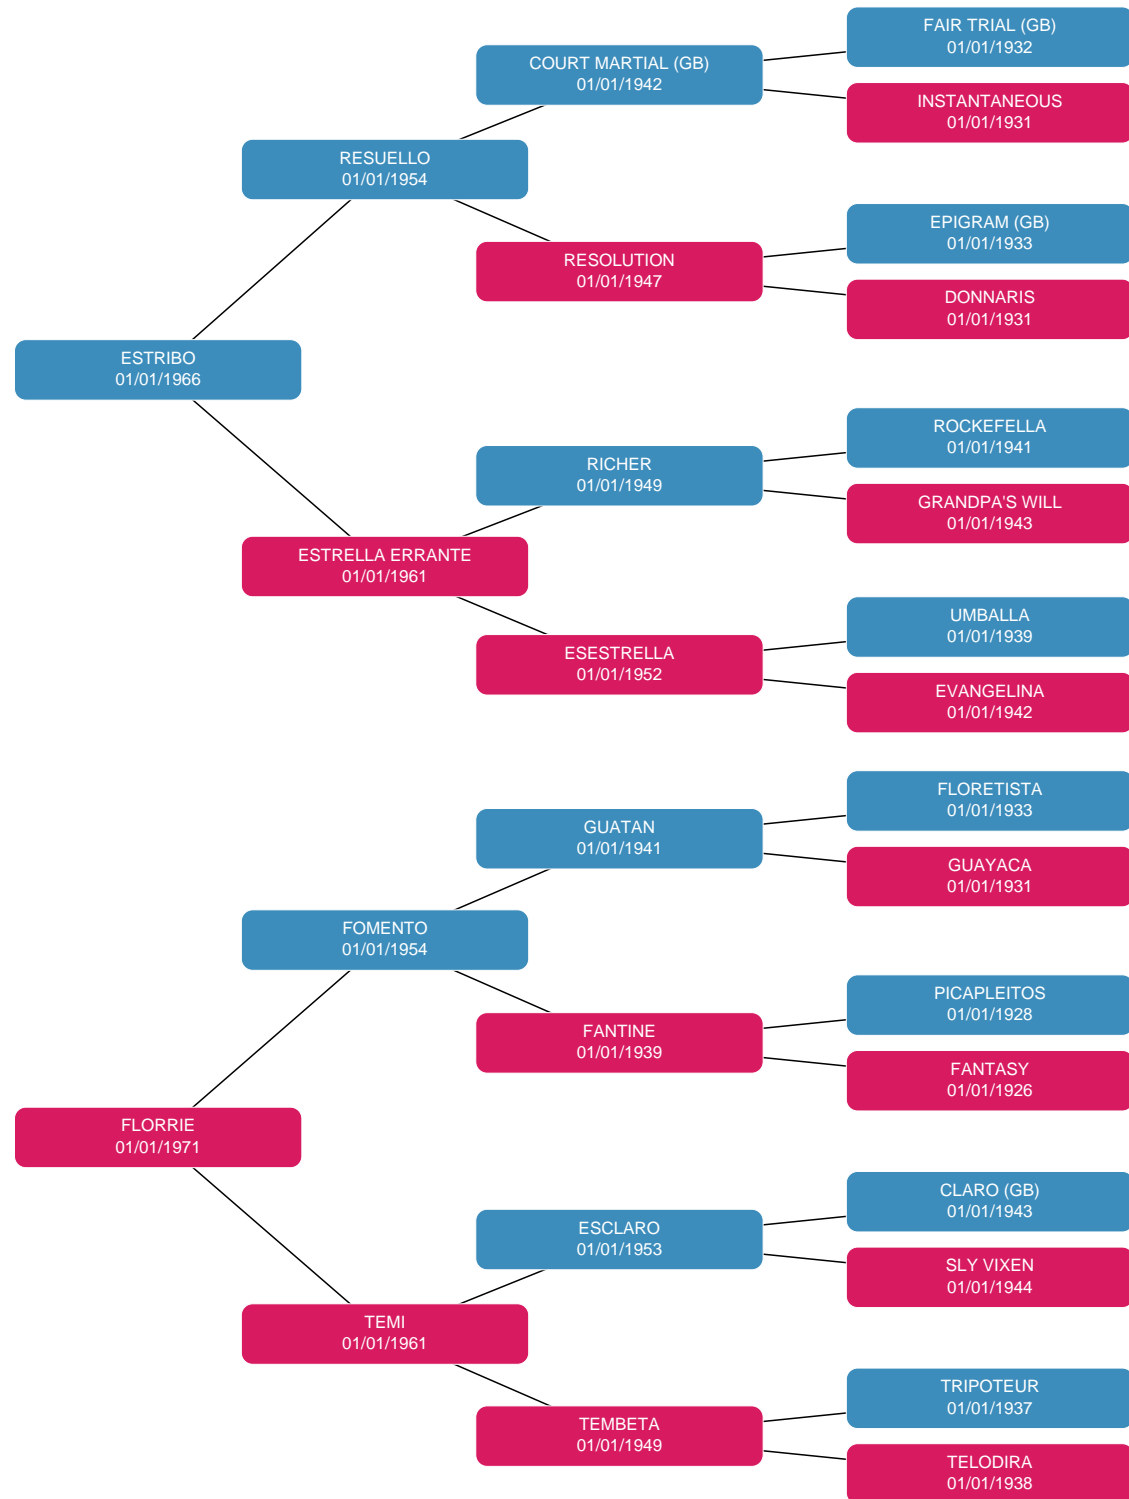 FAIR TRIAL (GB)
01/01/1932
COURT MARTIAL (GB)
01/01/1942
INSTANTANEOUS
01/01/1931
RESUELLO
01/01/1954
EPIGRAM (GB)
01/01/1933
RESOLUTION
01/01/1947
DONNARIS
01/01/1931
ESTRIBO
01/01/1966
ROCKEFELLA
01/01/1941
RICHER
01/01/1949
GRANDPA'S WILL
01/01/1943
ESTRELLA ERRANTE
01/01/1961
UMBALLA
01/01/1939
ESESTRELLA
01/01/1952
EVANGELINA
01/01/1942
FLORETISTA
01/01/1933
GUATAN
01/01/1941
GUAYACA
01/01/1931
FOMENTO
01/01/1954
PICAPLEITOS
01/01/1928
FANTINE
01/01/1939
FANTASY
01/01/1926
FLORRIE
01/01/1971
CLARO (GB)
01/01/1943
ESCLARO
01/01/1953
SLY VIXEN
01/01/1944
TEMI
01/01/1961
TRIPOTEUR
01/01/1937
TEMBETA
01/01/1949
TELODIRA
01/01/1938